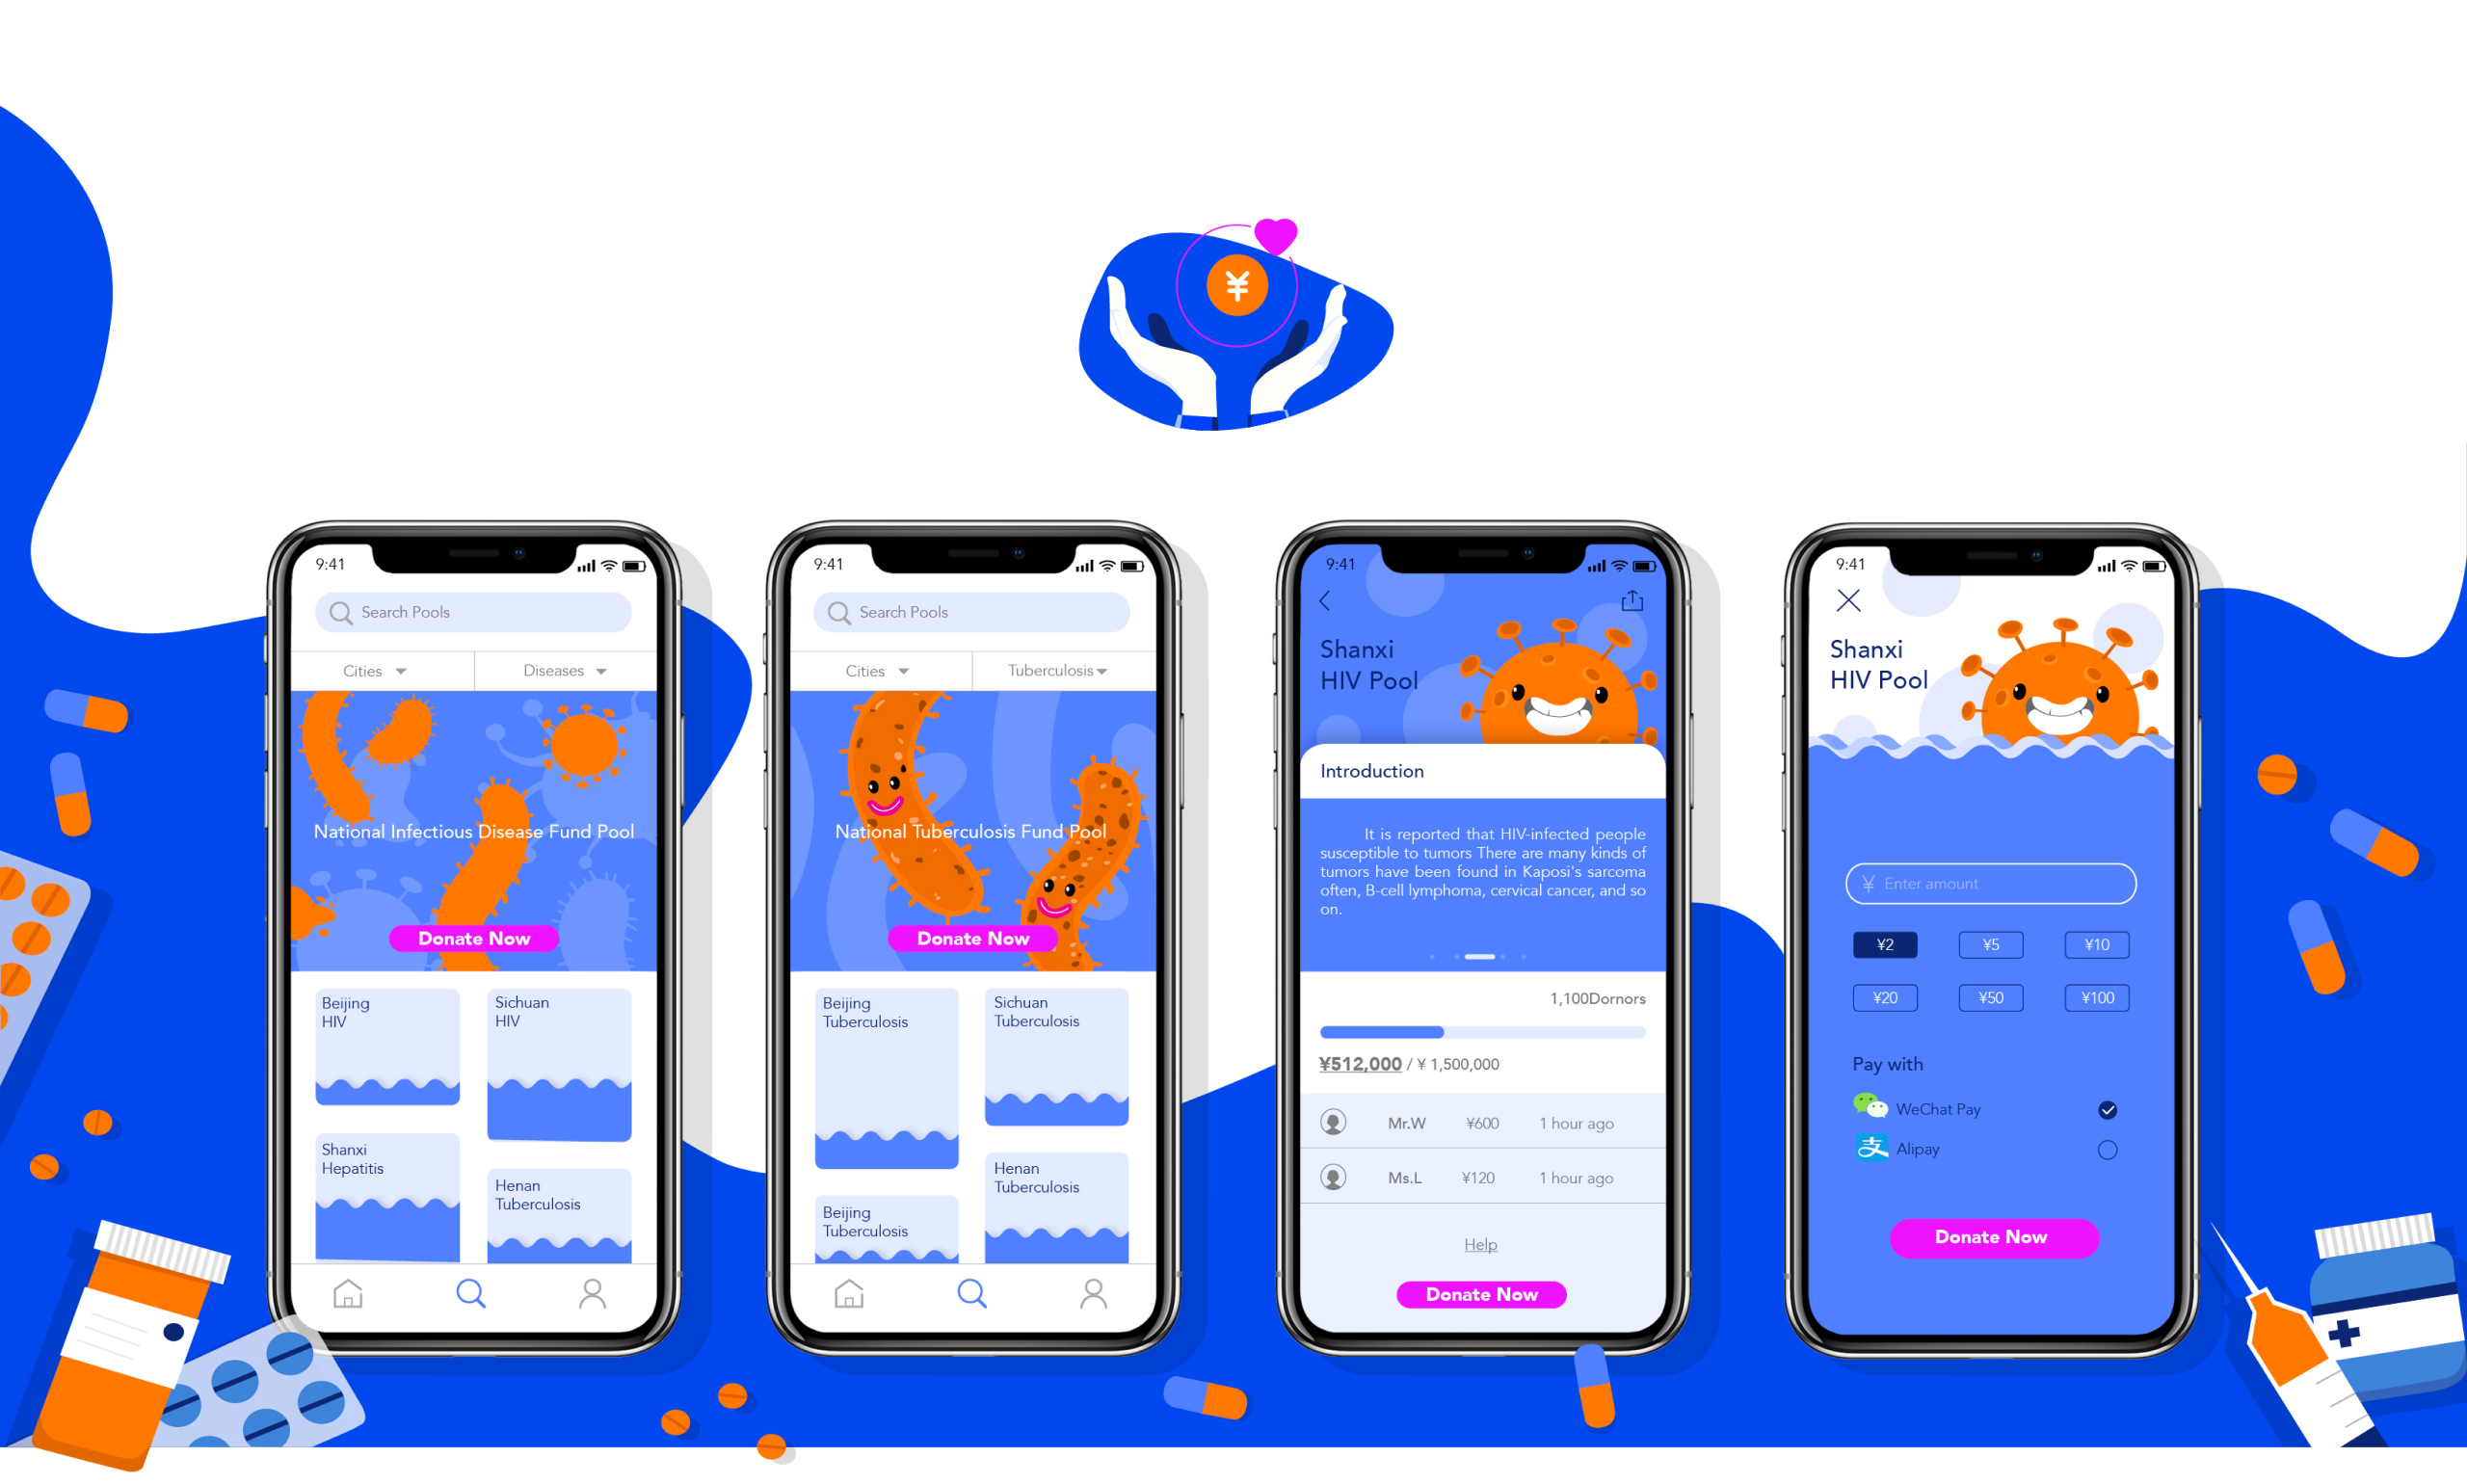 ¥
9:41
Search Pools
Cities
Diseases
National Infectious Disease Fund Pool
Donate Now
Beijing
HIV
Sichuan
HIV
Shanxi
Hepatitis
Henan
Tuberculosis
9:41
Search Pools
Cities
Tuberculosis
National Tuberculosis Fund Pool
Donate Now
Beijing
Tuberculosis
Sichuan
Tuberculosis
Henan
Tuberculosis
Beijing
Tuberculosis
9:41
Shanxi
HIV Pool
Introduction
It is reported that HIV-infected people
susceptible to tumors There are many kinds of
tumors have been found in Kaposi's sarcoma
often, B-cell lymphoma, cervical cancer, and so
on.
1,100Dornors
¥512,000 / ¥ 1,500,000
Mr.W ¥600 1 hour ago
Ms.L ¥120 1 hour ago
Help
Donate Now
9:41
Shanxi
HIV Pool
¥ Enter amount
¥2 ¥5 ¥10
¥20 ¥50 ¥100
Pay with
WeChat Pay
支 Alipay
Donate Now